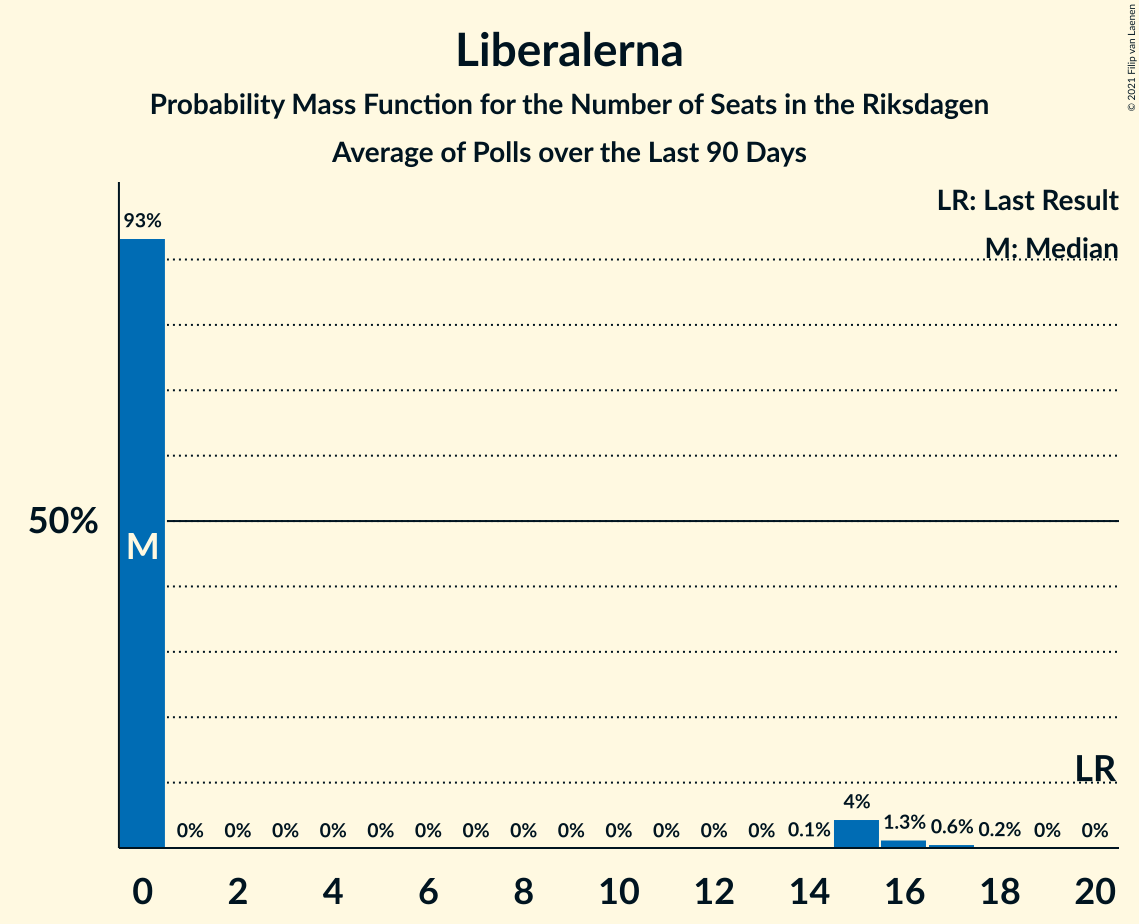 © 2021 Filip van Laenen
Liberalerna
Probability Mass Function for the Number of Seats in the Riksdagen
Average of Polls over the Last 90 Days
LR: Last Result
M: Median
93%
50%
M
LR
0% 0% 0% 0% 0% 0% 0% 0% 0% 0% 0% 0% 0% 0.1% 4% 1.3% 0.6% 0.2% 0% 0%
0 2 4 6 8 10 12 14 16 18 20